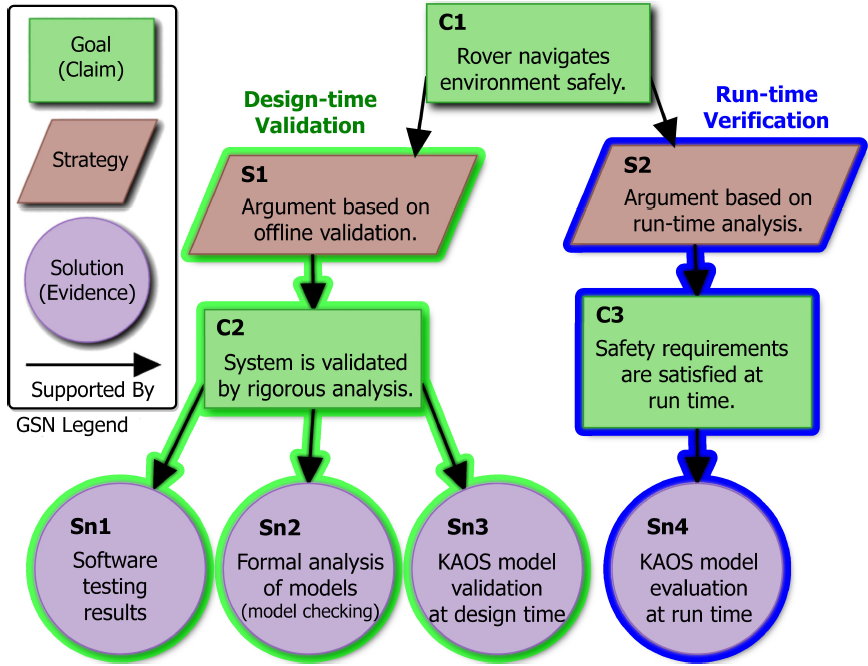 Goal
(Claim)
Strategy
Solution
(Evidence)
Supported By
GSN Legend
C1
Rover navigates
environment safely.
Design-time
Validation
Run-time
Verification
S1
Argument based on
offline validation.
S2
Argument based on
run-time analysis.
C2
System is validated
by rigorous analysis.
C3
Safety requirements
are satisfied at
run time.
Sn1
Software
testing
results
Sn2
Formal analysis
of models
(model checking)
Sn3
KAOS model
validation
at design time
Sn4
KAOS model
evaluation
at run time